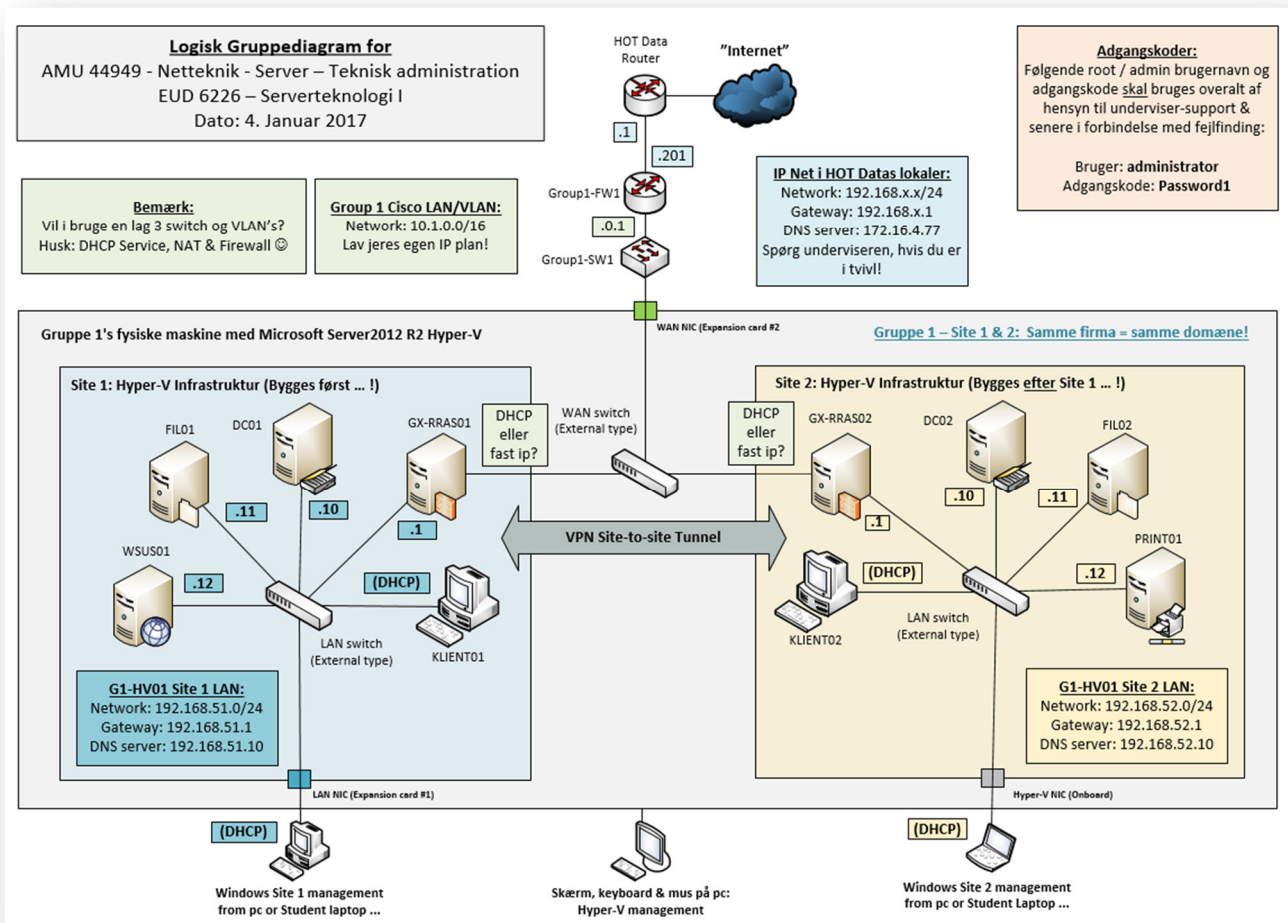 Logisk Gruppediagram for
AMU 44949 - Netteknik - Server – Teknisk administration
EUD 6226 – Serverteknologi I
Dato: 4. Januar 2017
HOT Data
Router
"Internet"
Adgangskoder:
Følgende root / admin brugernavn og
adgangskode skal bruges overalt af
hensyn til underviser-support &
senere i forbindelse med fejlfinding:
Bruger: administrator
Adgangskode: Password1
.1
.201
Bemærk:
Vil i bruge en lag 3 switch og VLAN's?
Husk: DHCP Service, NAT & Firewall ☺
Group 1 Cisco LAN/VLAN:
Network: 10.1.0.0/16
Lav jeres egen IP plan!
Group1-FW1
.0.1
Group1-SW1
IP Net i HOT Datas lokaler:
Network: 192.168.x.x/24
Gateway: 192.168.x.1
DNS server: 172.16.4.77
Spørg underviseren, hvis du er
i tvivl!
WAN NIC (Expansion card #2
Gruppe 1's fysiske maskine med Microsoft Server2012 R2 Hyper-V
Gruppe 1 – Site 1 & 2: Samme firma = samme domæne!
Site 1: Hyper-V Infrastruktur (Bygges først ... !)
FIL01
DC01
GX-RRAS01
.11
.10
.1
WSUS01
.12
(DHCP)
KLIENT01
LAN switch
(External type)
G1-HV01 Site 1 LAN:
Network: 192.168.51.0/24
Gateway: 192.168.51.1
DNS server: 192.168.51.10
LAN NIC (Expansion card #1)
DHCP
eller
fast ip?
WAN switch
(External type)
DHCP
eller
fast ip?
VPN Site-to-site Tunnel
Site 2: Hyper-V Infrastruktur (Bygges efter Site 1 ... !)
GX-RRAS02
DC02
FIL02
.10
.11
.1
PRINT01
(DHCP)
.12
KLIENT02
LAN switch
(External type)
G1-HV01 Site 2 LAN:
Network: 192.168.52.0/24
Gateway: 192.168.52.1
DNS server: 192.168.52.10
Hyper-V NIC (Onboard)
(DHCP)
Windows Site 1 management
from pc or Student laptop ...
Skærm, keyboard & mus på pc:
Hyper-V management
(DHCP)
Windows Site 2 management
from pc or Student Laptop ...